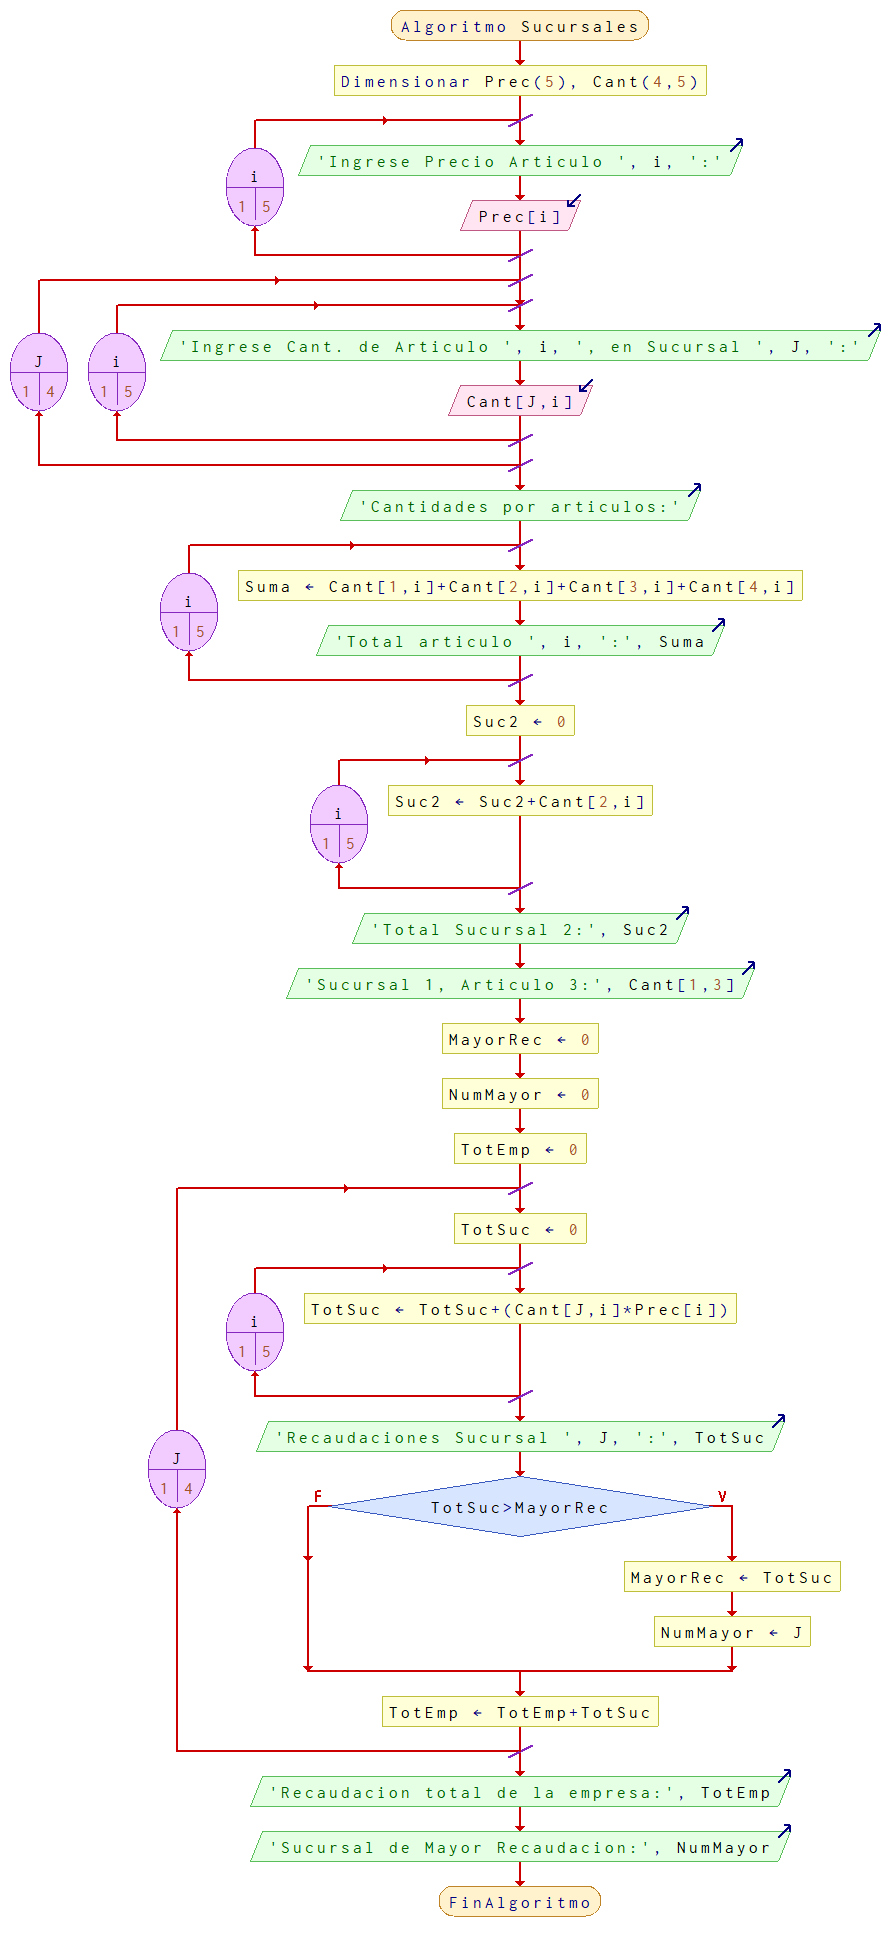 Algoritmo Sucursales
Dimensionar Prec(5), Cant(4,5)
i
1 5
'Ingrese Precio Articulo ', i, ':'
Prec[i]
J
1 4
i
1 5
'Ingrese Cant. de Articulo ', i, ', en Sucursal ', J, ':'
Cant[J,i]
'Cantidades por articulos:'
i
1 5
Suma ← Cant[1,i]+Cant[2,i]+Cant[3,i]+Cant[4,i]
'Total articulo ', i, ':', Suma
Suc2 ← 0
i
1 5
Suc2 ← Suc2+Cant[2,i]
'Total Sucursal 2:', Suc2
'Sucursal 1, Articulo 3:', Cant[1,3]
MayorRec ← 0
NumMayor ← 0
TotEmp ← 0
J
1 4
TotSuc ← 0
i
1 5
TotSuc ← TotSuc+(Cant[J,i]*Prec[i])
'Recaudaciones Sucursal ', J, ':', TotSuc
F
TotSuc>MayorRec
V
MayorRec ← TotSuc
NumMayor ← J
TotEmp ← TotEmp+TotSuc
'Recaudacion total de la empresa:', TotEmp
'Sucursal de Mayor Recaudacion:', NumMayor
FinAlgoritmo